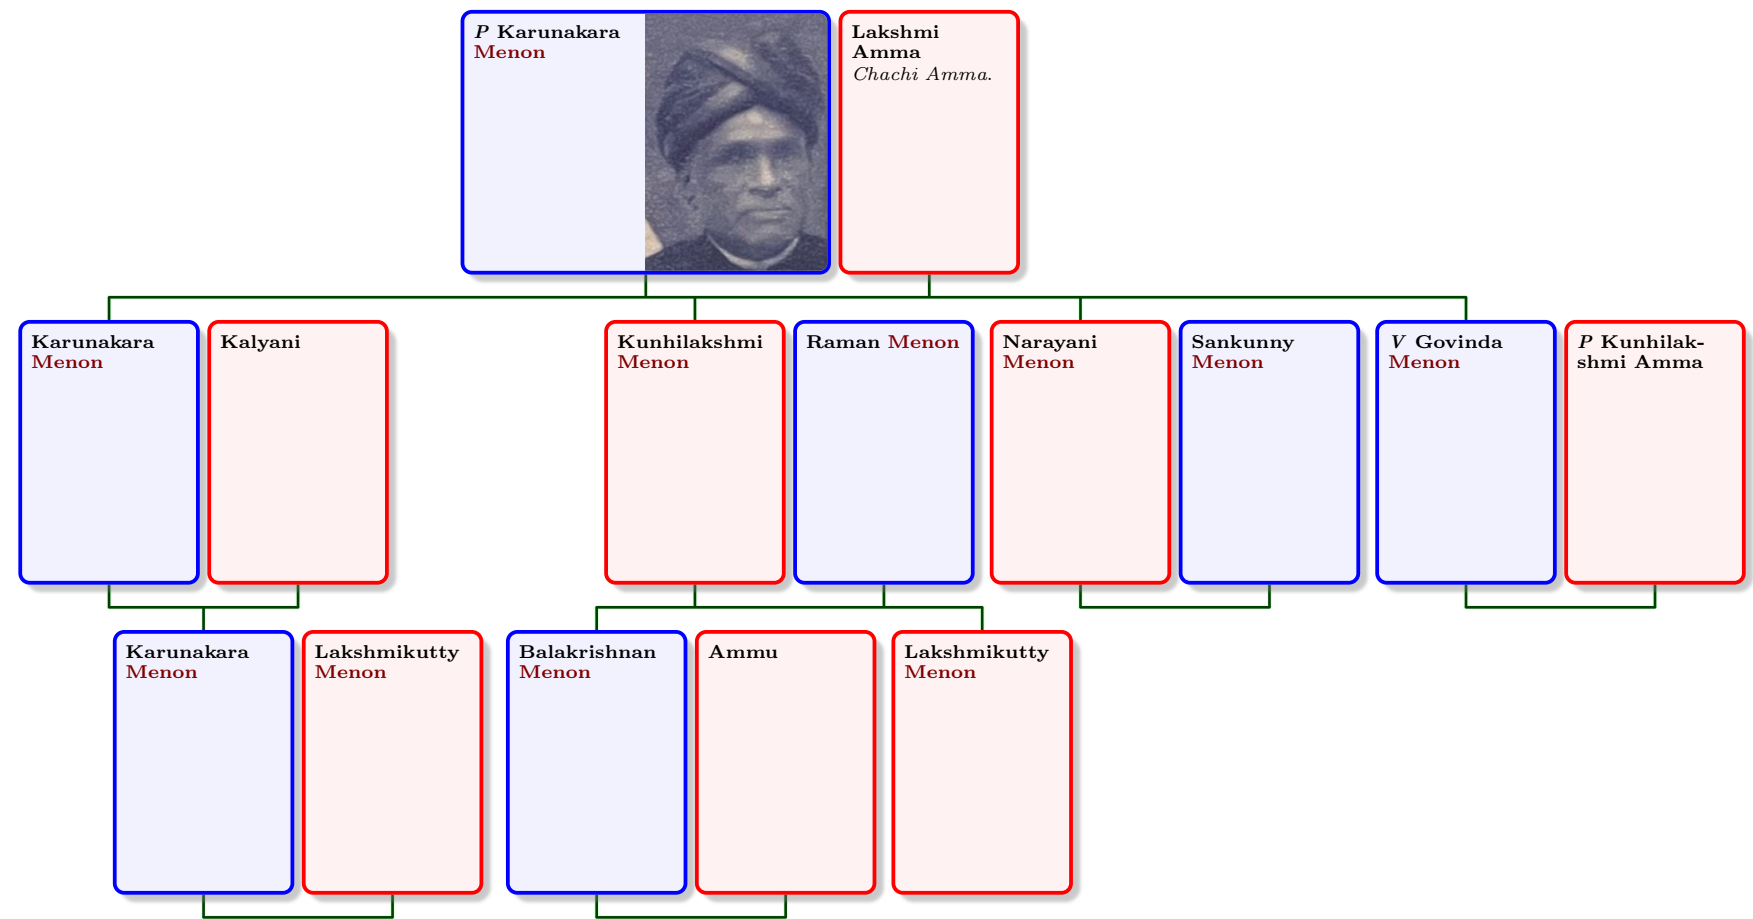 P Karunakara
Menon
Lakshmi
Amma
Chachi Amma.
Karunakara
Menon
Kalyani
Kunhilakshmi
Menon
Raman Menon
Narayani
Menon
Sankunny
Menon
V Govinda
Menon
P Kunhilak-
shmi Amma
Karunakara
Menon
Lakshmikutty
Menon
Balakrishnan
Menon
Ammu
Lakshmikutty
Menon